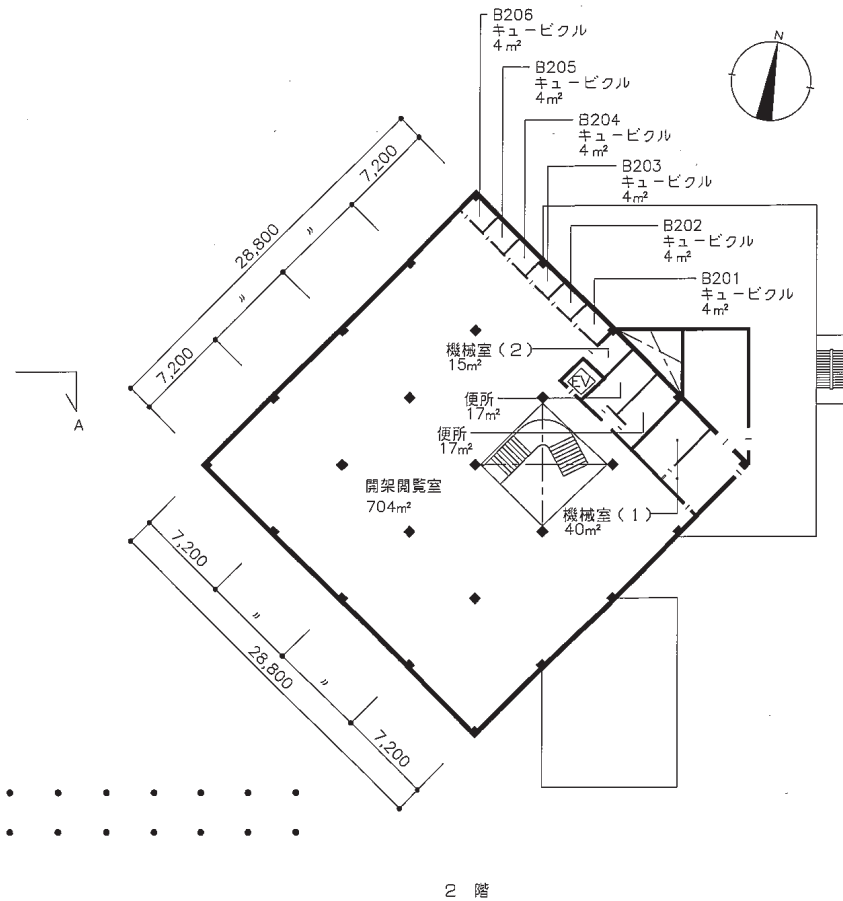 B206
キュービクル
4㎡
N
B205
キュービクル
4㎡
B204
キュービクル
4㎡
B203
キュービクル
4㎡
B202
キュービクル
4㎡
B201
キュービクル
4㎡
7,200
〃
28,800
〃
7,200
A
機械室(2)
15㎡
EV
便所
17㎡
便所
17㎡
開架閲覧室
704㎡
機械室(1)
40㎡
7,200
〃
28,800
〃
7,200
2 階